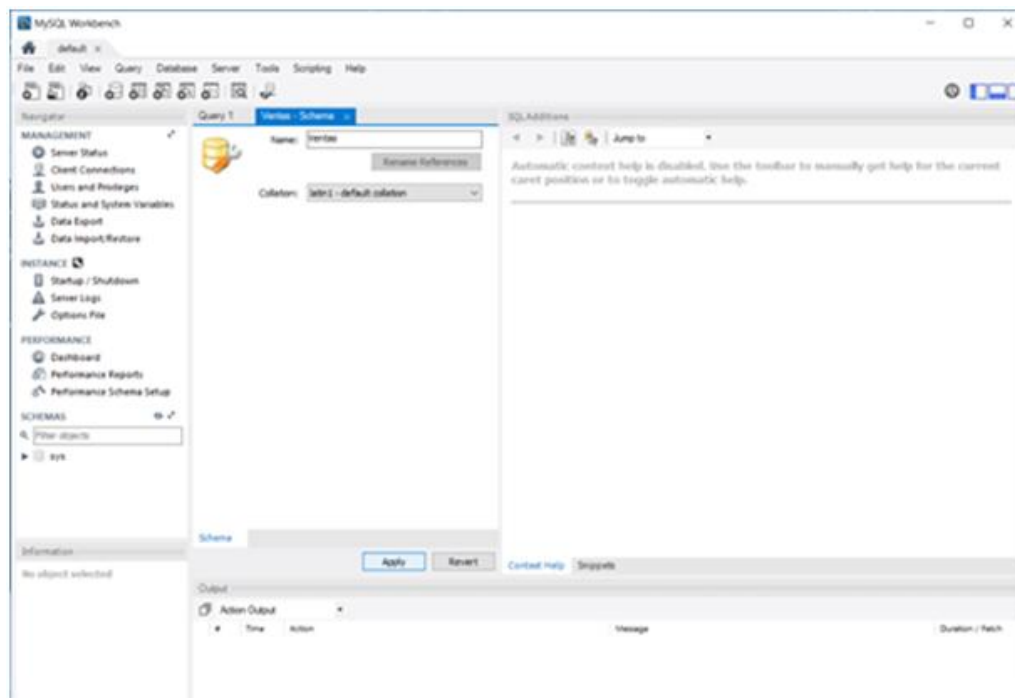 MySQL Workbench
default x
File Edit View Query Database Server Tools Scripting Help
Navigator
MANAGEMENT
Server Status
Client Connections
Users and Privileges
Status and System Variables
Data Export
Data Import/Restore
INSTANCE
Startup / Shutdown
Server Logs
Options File
PERFORMANCE
Dashboard
Performance Reports
Performance Schema Setup
SCHEMAS
Filter objects
sys
Information
No object selected
Query 1 Ventas - Schema x
Name: Ventas
Rename References
Collation: latin1 - default collation
Schema
Apply Revert
SQL Additions
Jump to
Automatic context help is disabled. Use the toolbar to manually get help for the current
caret position or to toggle automatic help.
Context Help Snippets
Output
Action Output
# Time Action Message Duration / Fetch